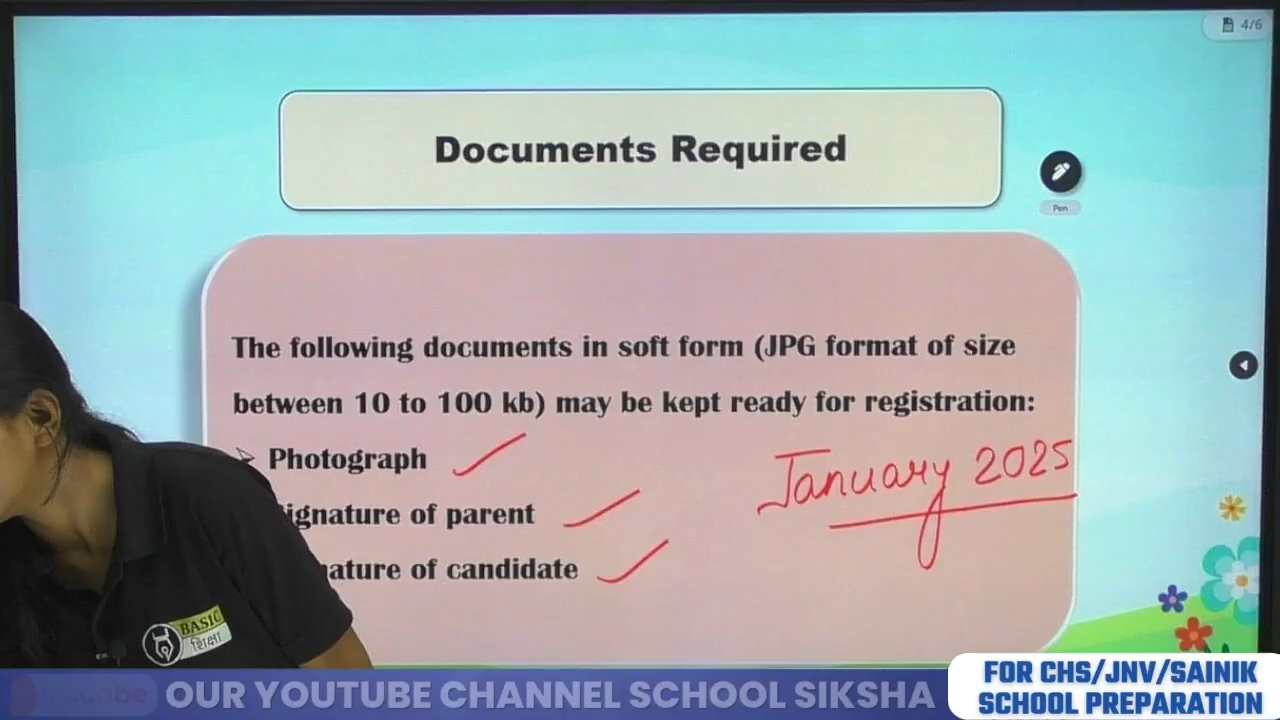 4/6
Documents Required
Pen
The following documents in soft form (JPG format of size
between 10 to 100 kb) may be kept ready for registration:
Photograph
ignature of parent
nature of candidate
January 2025
BASIC
शिक्षा
OUR YOUTUBE CHANNEL SCHOOL SIKSHA
FOR CHS/JNV/SAINIK
SCHOOL PREPARATION